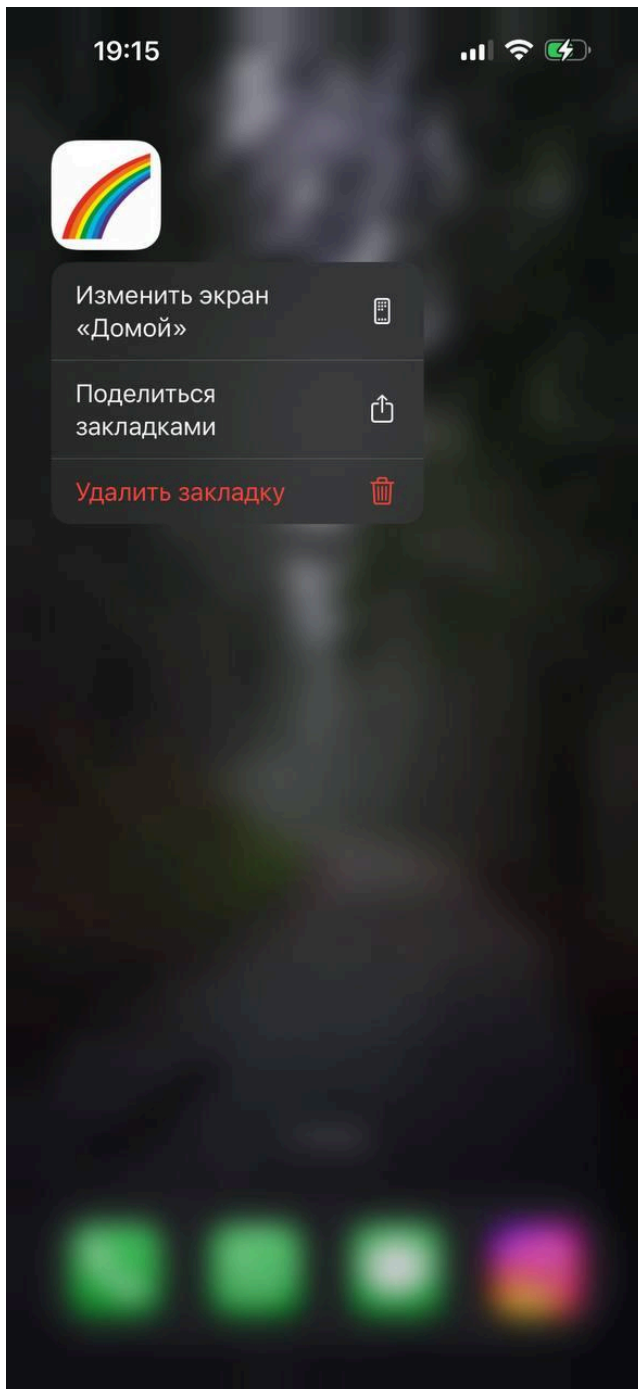 19:15
Изменить экран
«Домой»
Поделиться
закладками
Удалить закладку